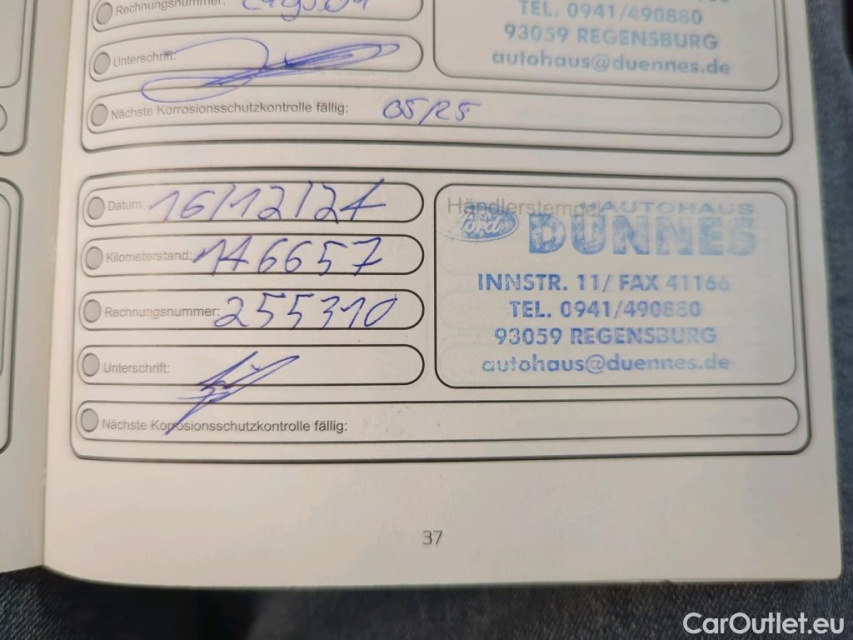 Rechnungsnummer:
TEL. 0941/490880
93059 REGENSBURG
autohaus@duennes.de
Unterschrift:
Nächste Korrosionsschutzkontrolle fällig: 05/25
Datum: 16/12/24
Händlerstempel
Ford
AUTOHAUS
DÜNNES
INNSTR. 11/ FAX 41166
TEL. 0941/490880
93059 REGENSBURG
autohaus@duennes.de
Kilometerstand: 146657
Rechnungsnummer: 255310
Unterschrift:
Nächste Korrosionsschutzkontrolle fällig:
37
CarOutlet.eu